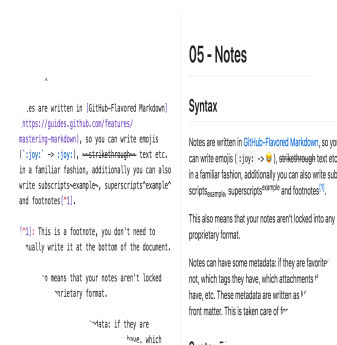 .es are written in [GitHub-Flavored Markdown]
https://guides.github.com/features/
mastering-markdown), so you can write emojis
(`:joy:` -> :joy:), ~~strikethrough~~ text etc.
in a familiar fashion, additionally you can also
write subscripts~example~, superscripts^example^
and footnotes[^1].
[^1]: This is a footnote, you don't need to
write it at the bottom of the document.
means that your notes aren't locked
format.
if they are
have, which
05 - Notes
Syntax
Notes are written in GitHub-Flavored Markdown, so you
can write emojis ( :joy: -> 😂 ), strikethrough text etc
in a familiar fashion, additionally you can also write sub
scripts example, superscripts example and footnotes[1].
This also means that your notes aren't locked into any
proprietary format.
Notes can have some metadata: if they are favorite
not, which tags they have, which attachments
have, etc. These metadata are written as
front matter. This is taken care of for